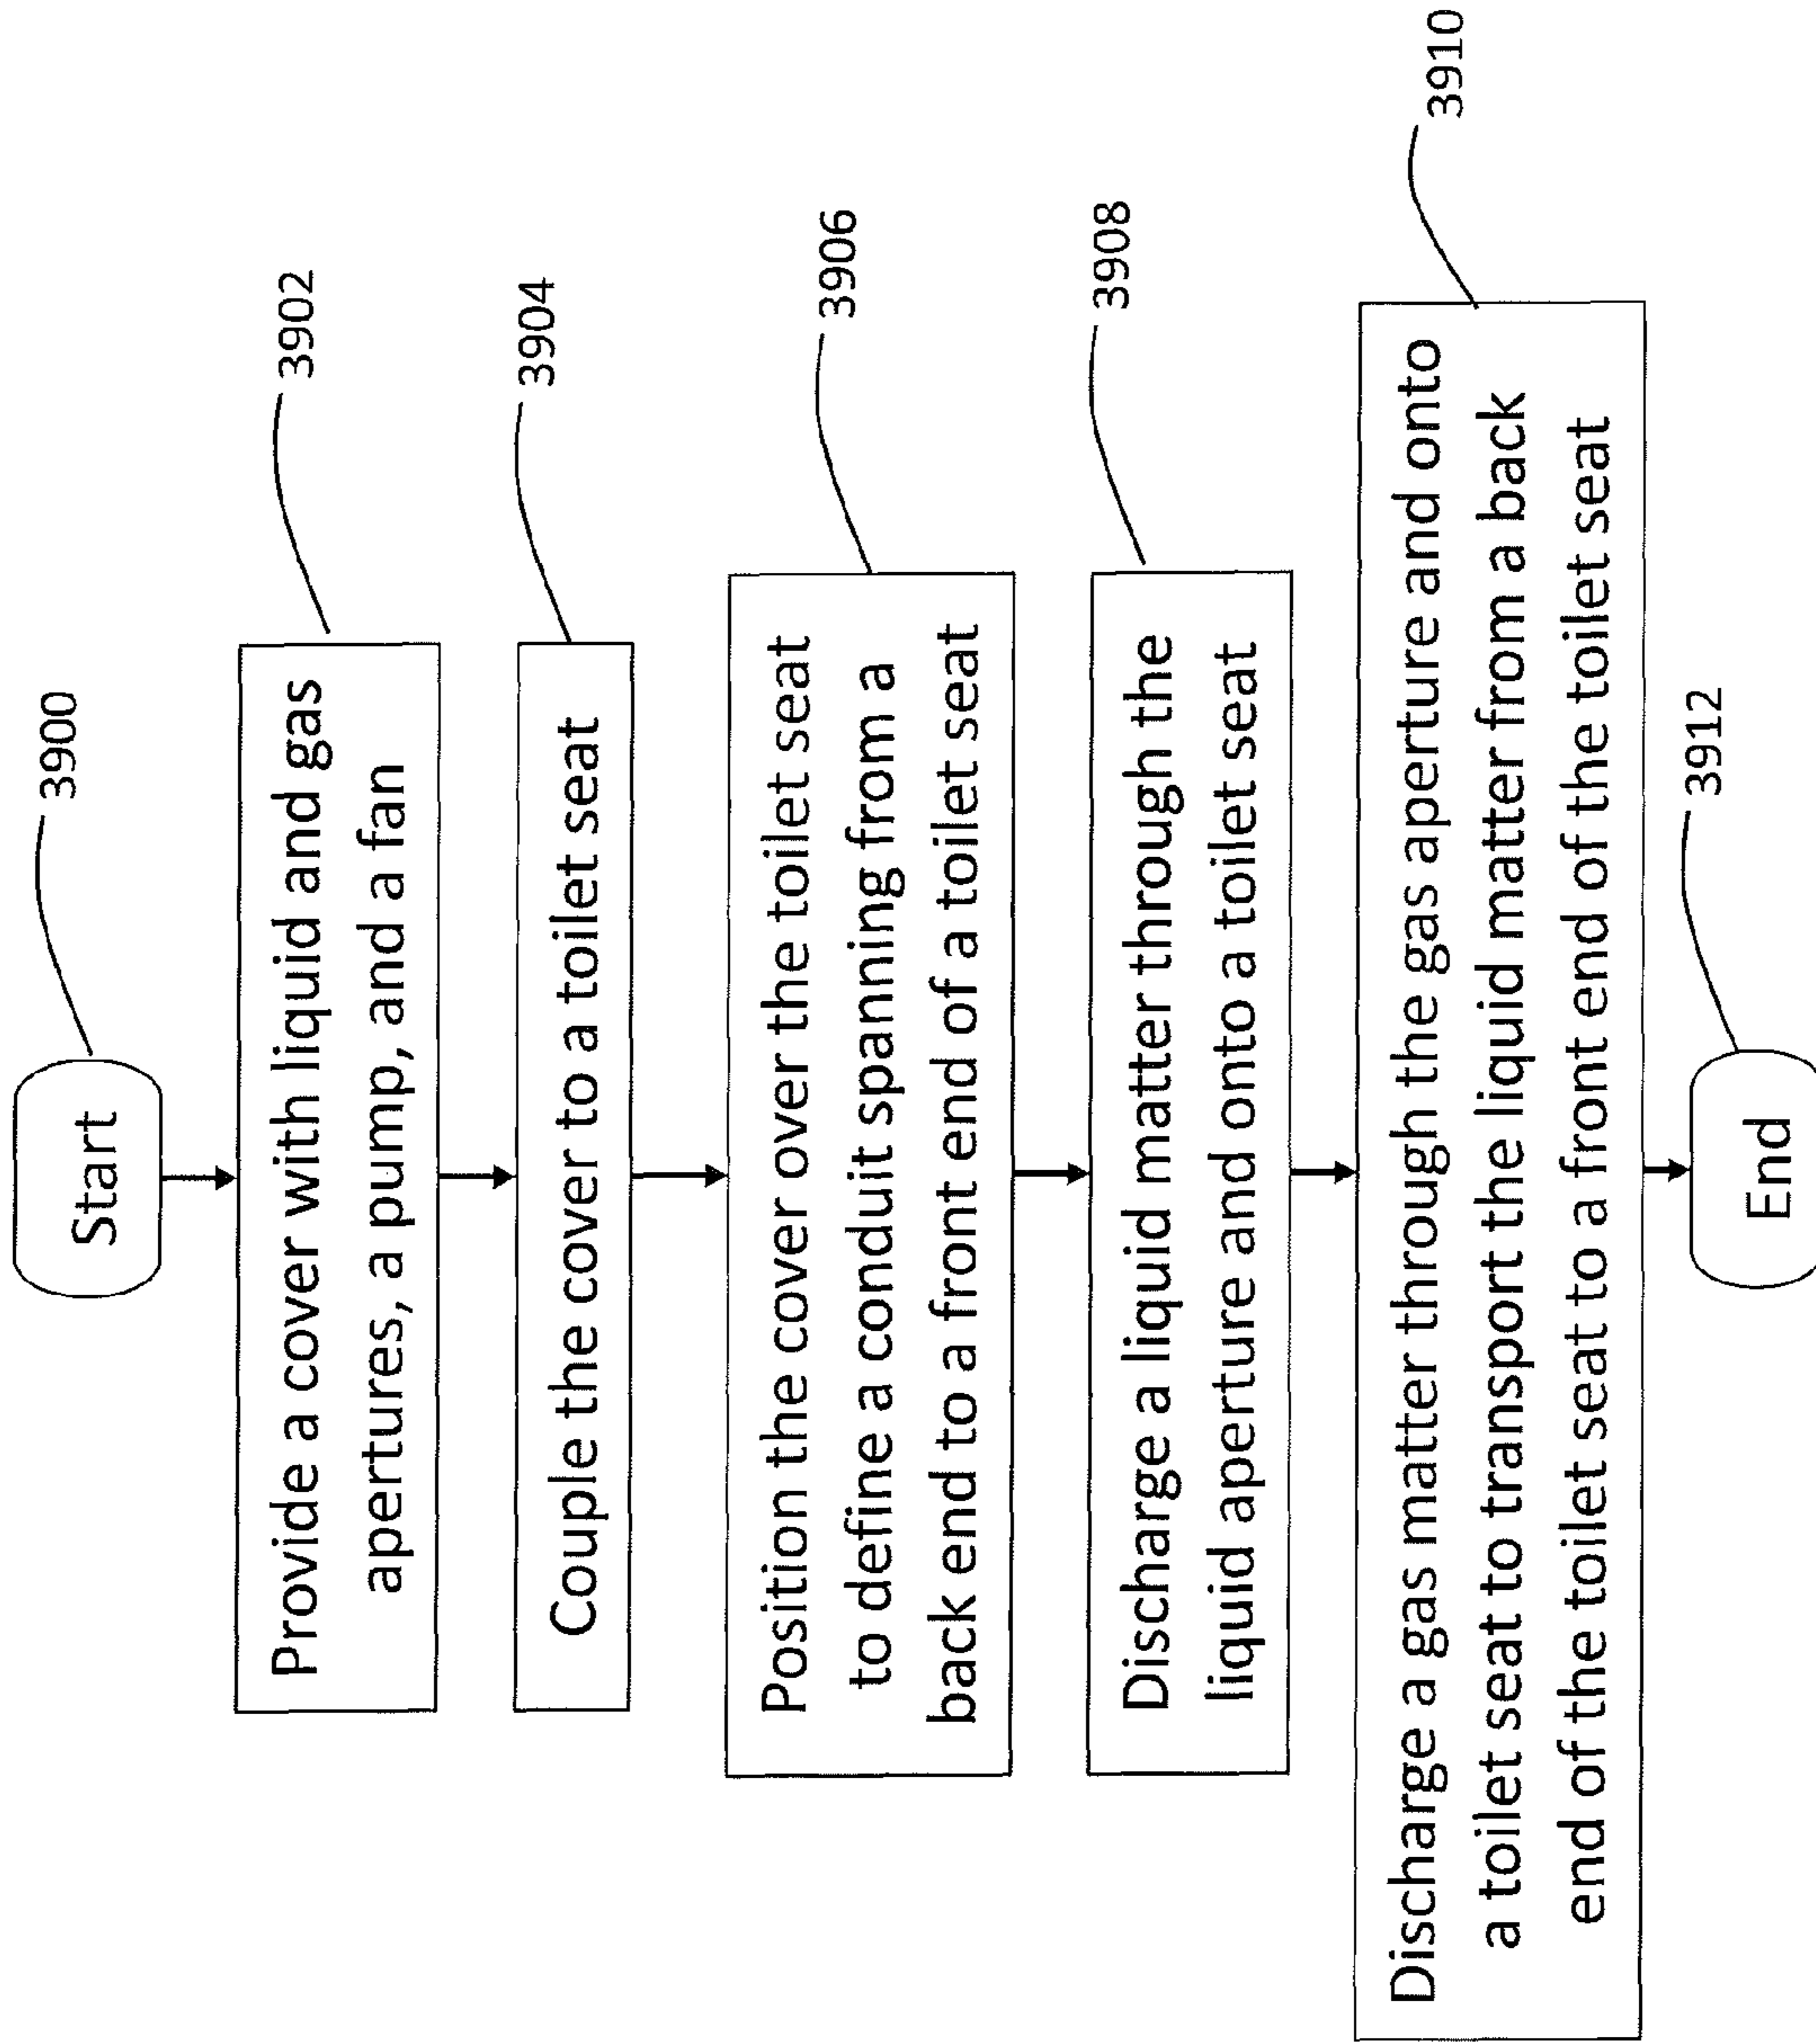 Start
3900
Provide a cover with liquid and gas
apertures, a pump, and a fan
3902
Couple the cover to a toilet seat
3904
Position the cover over the toilet seat
to define a conduit spanning from a
back end to a front end of a toilet seat
3906
Discharge a liquid matter through the
liquid aperture and onto a toilet seat
3908
Discharge a gas matter through the gas aperture and onto
a toilet seat to transport the liquid matter from a back
end of the toilet seat to a front end of the toilet seat
3910
End
3912